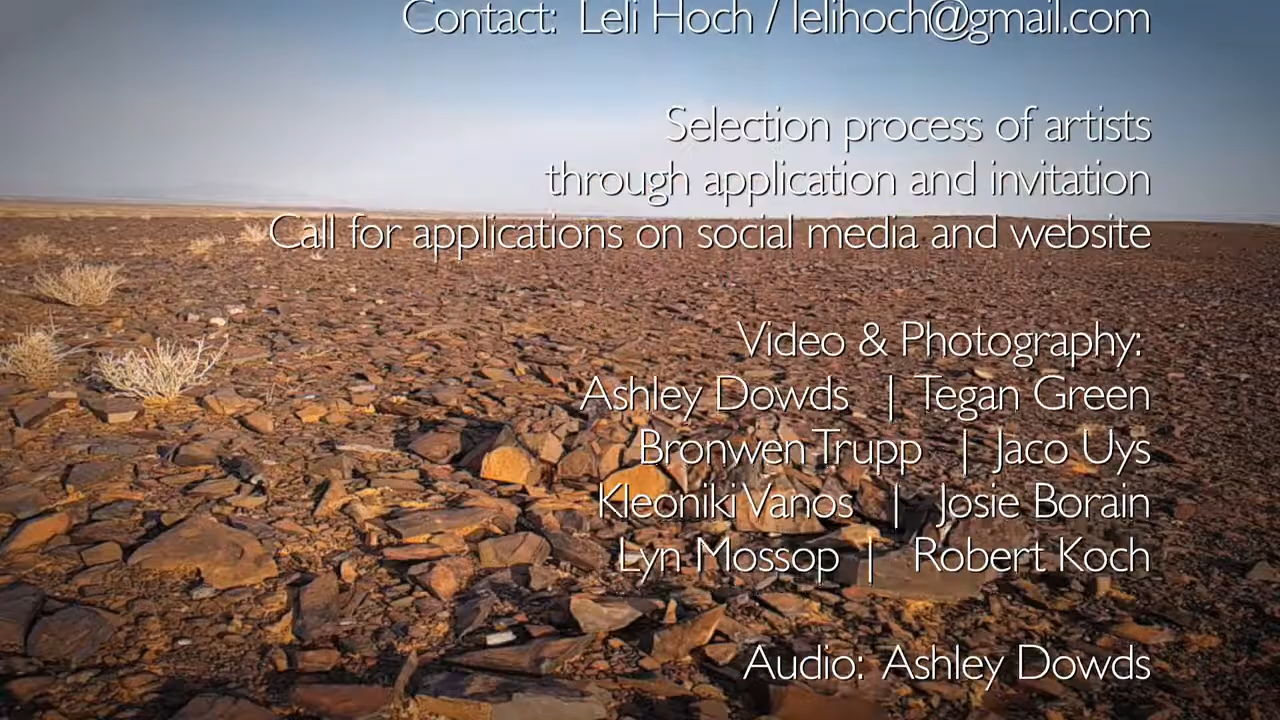 Contact: Leli Hoch / lelihoch@gmail.com
Selection process of artists
through application and invitation
Call for applications on social media and website
Video & Photography:
Ashley Dowds | Tegan Green
Bronwen Trupp | Jaco Uys
Kleoniki Vanos | Josie Borain
Lyn Mossop | Robert Koch
Audio: Ashley Dowds